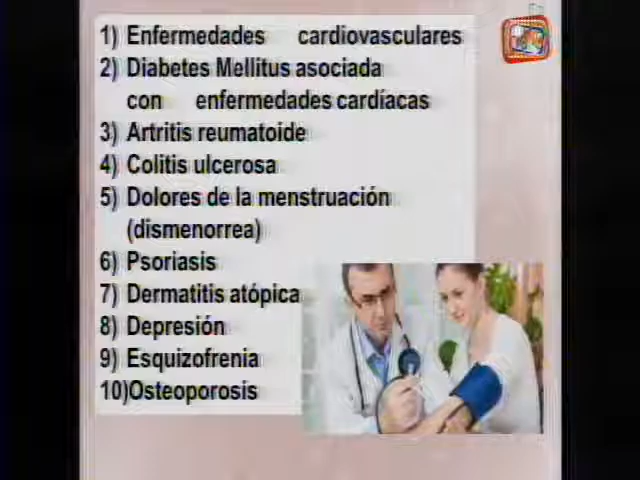 1) Enfermedades cardiovasculares
2) Diabetes Mellitus asociada
con enfermedades cardíacas
3) Artritis reumatoide
4) Colitis ulcerosa
5) Dolores de la menstruación
(dismenorrea)
6) Psoriasis
7) Dermatitis atópica
8) Depresión
9) Esquizofrenia
10)Osteoporosis